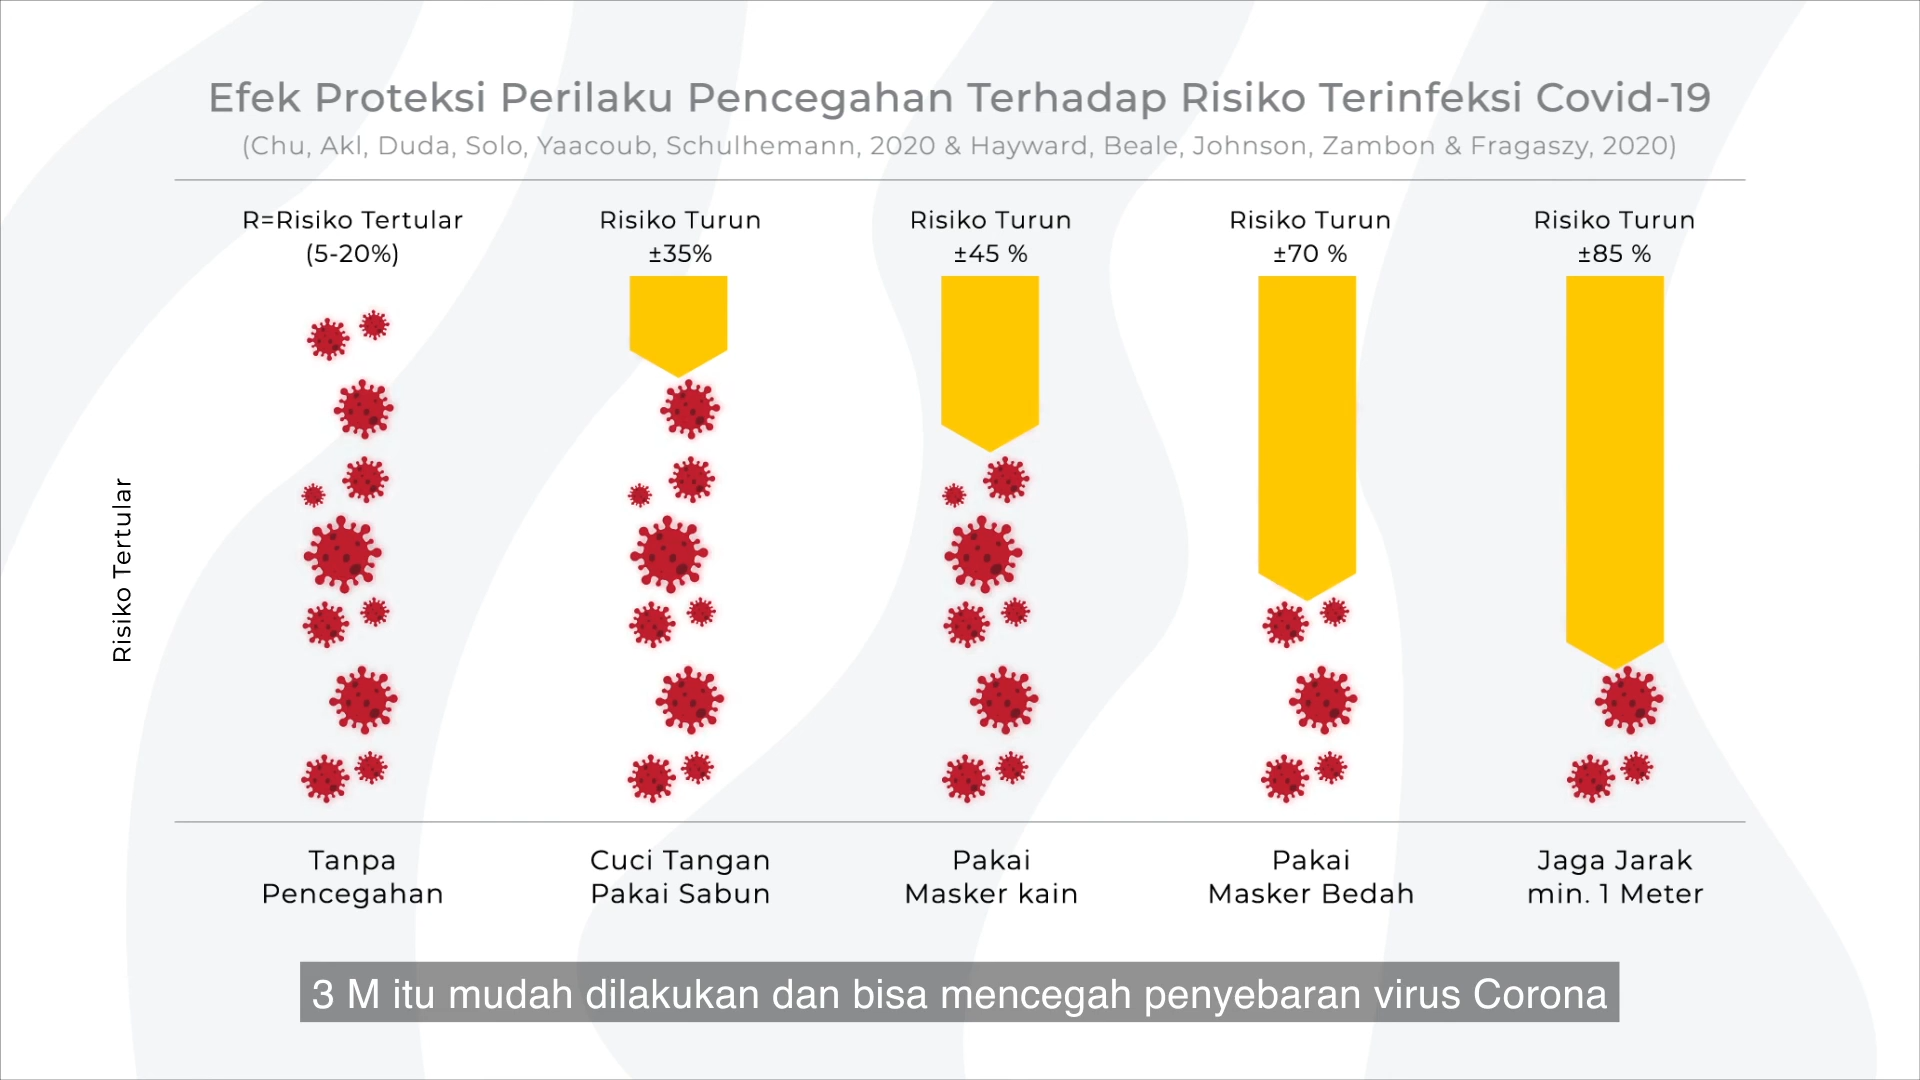 Efek Proteksi Perilaku Pencegahan Terhadap Risiko Terinfeksi Covid-19
(Chu, Akl, Duda, Solo, Yaacoub, Schulhemann, 2020 & Hayward, Beale, Johnson, Zambon & Fragaszy, 2020)
R=Risiko Tertular
(5-20%)
Risiko Turun
±35%
Risiko Turun
±45 %
Risiko Turun
±70 %
Risiko Turun
±85 %
Risiko Tertular
Tanpa
Pencegahan
Cuci Tangan
Pakai Sabun
Pakai
Masker kain
Pakai
Masker Bedah
Jaga Jarak
min. 1 Meter
3 M itu mudah dilakukan dan bisa mencegah penyebaran virus Corona